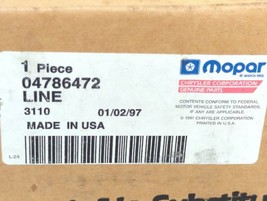 1 Piece
04786472
LINE
3110 01/02/97
MADE IN USA
Mopar
CHRYSLER CORPORATION
GENUINE PARTS
CONTENTS CONFORM TO FEDERAL
MOTOR VEHICLE SAFETY STANDARDS,
IF ANY ARE APPLICABLE.
CHRYSLER CORPORATION
PRINTED IN U.S.A.